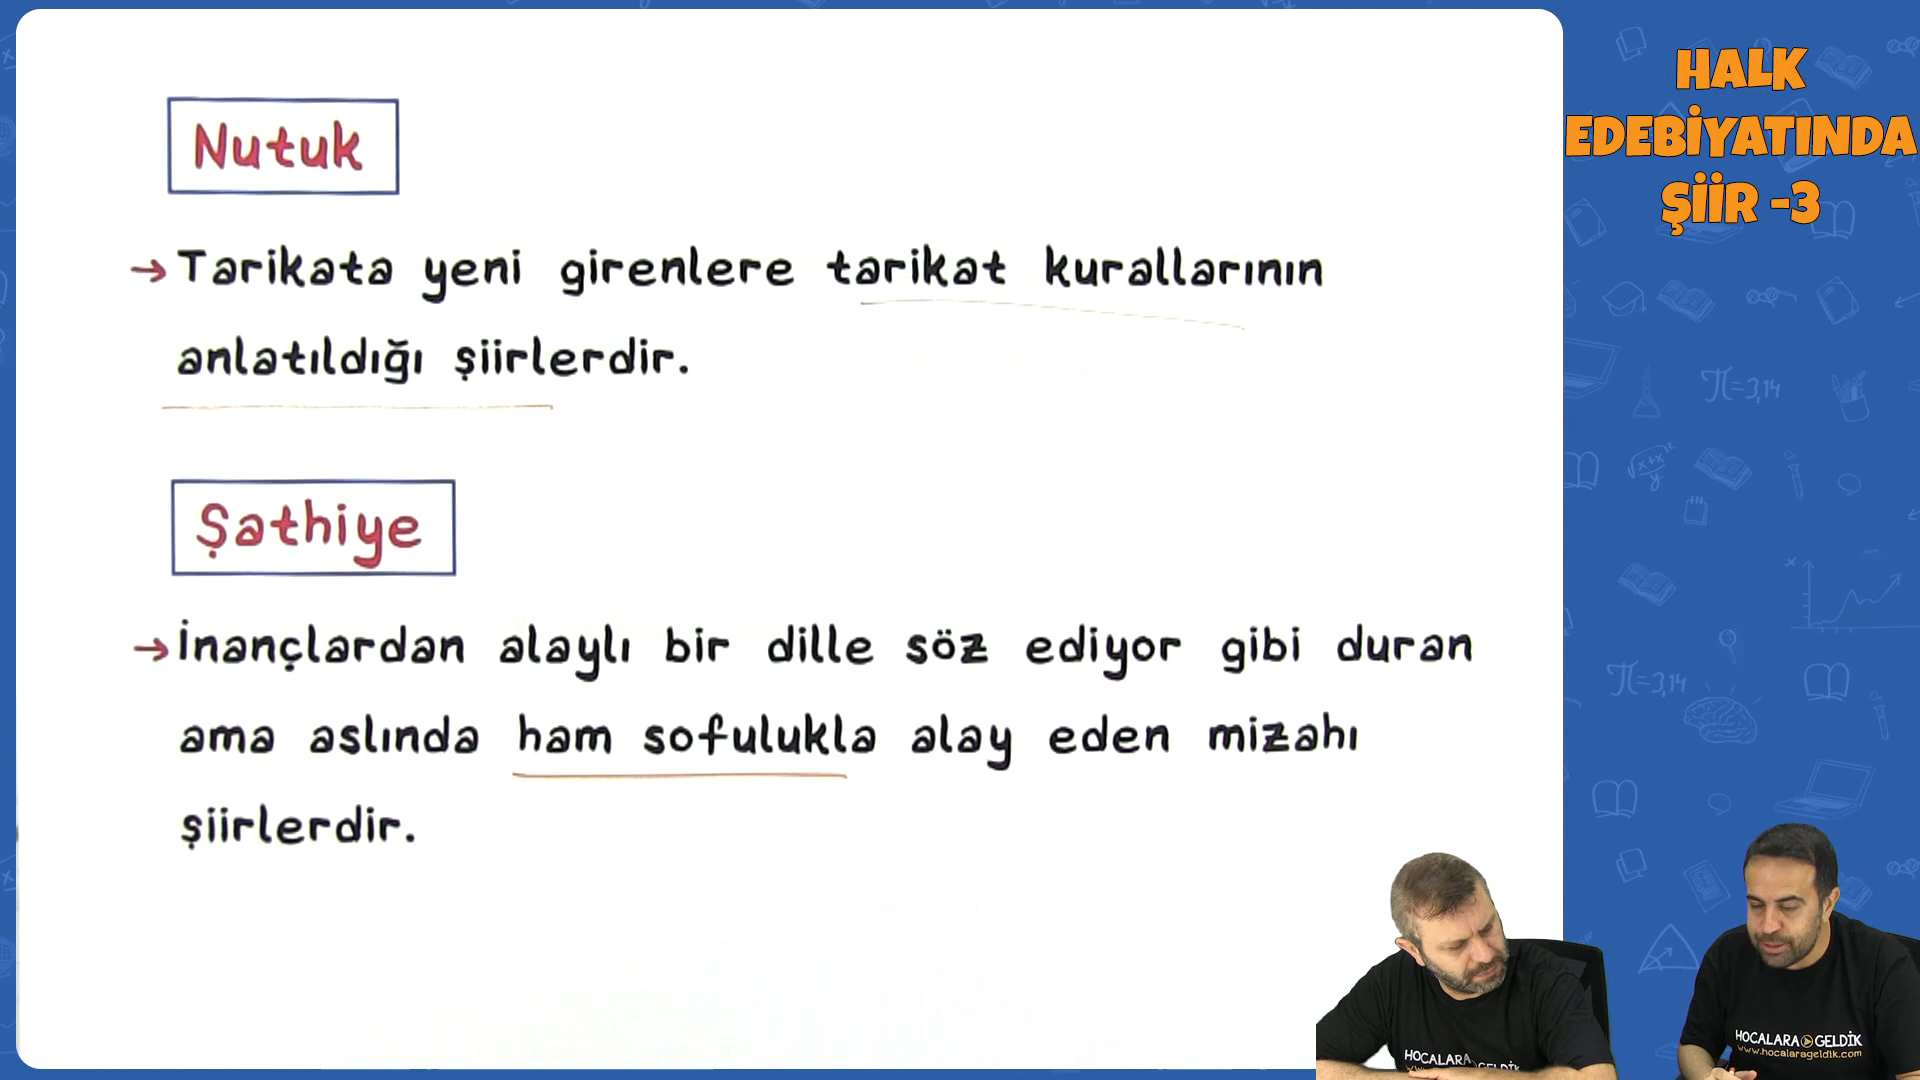 Nutuk
→Tarikata yeni girenlere tarikat kurallarının
anlatıldığı şiirlerdir.
Şathiye
→İnançlardan alaylı bir dille söz ediyor gibi duran
ama aslında ham sofulukla alay eden mizahı
şiirlerdir.
HALK
EDEBİYATINDA
ŞİİR -3
π=3,14
π=3,14
HOCALARA GELDİK
HOCALARA GELDİK
www.hocalarageldik.com